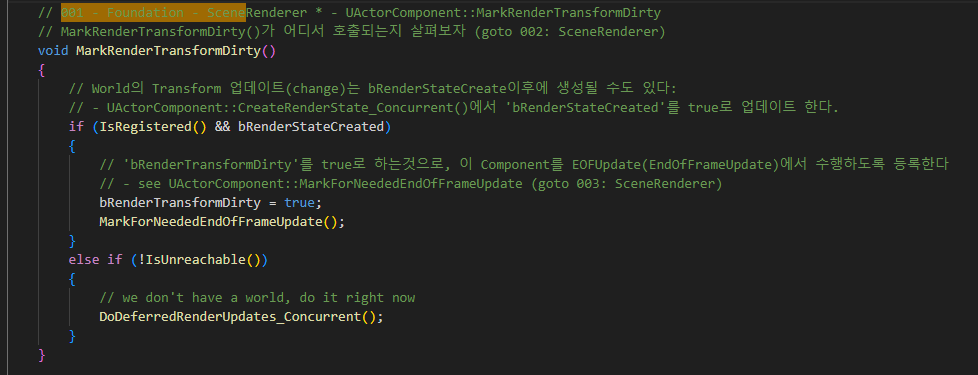 // 001 - Foundation - SceneRenderer * - UActorComponent::MarkRenderTransformDirty
// MarkRenderTransformDirty()가 어디서 호출되는지 살펴보자 (goto 002: SceneRenderer)
void MarkRenderTransformDirty()
{
// World의 Transform 업데이트(change)는 bRenderStateCreate이후에 생성될 수도 있다:
// - UActorComponent::CreateRenderState_Concurrent()에서 'bRenderStateCreated'를 true로 업데이트 한다.
if (IsRegistered() && bRenderStateCreated)
{
// 'bRenderTransformDirty'를 true로 하는것으로, 이 Component를 EOFUpdate(EndOfFrameUpdate)에서 수행하도록 등록한다
// - see UActorComponent::MarkForNeededEndOfFrameUpdate (goto 003: SceneRenderer)
bRenderTransformDirty = true;
MarkForNeededEndOfFrameUpdate();
}
else if (!IsUnreachable())
{
// we don't have a world, do it right now
DoDeferredRenderUpdates_Concurrent();
}
}